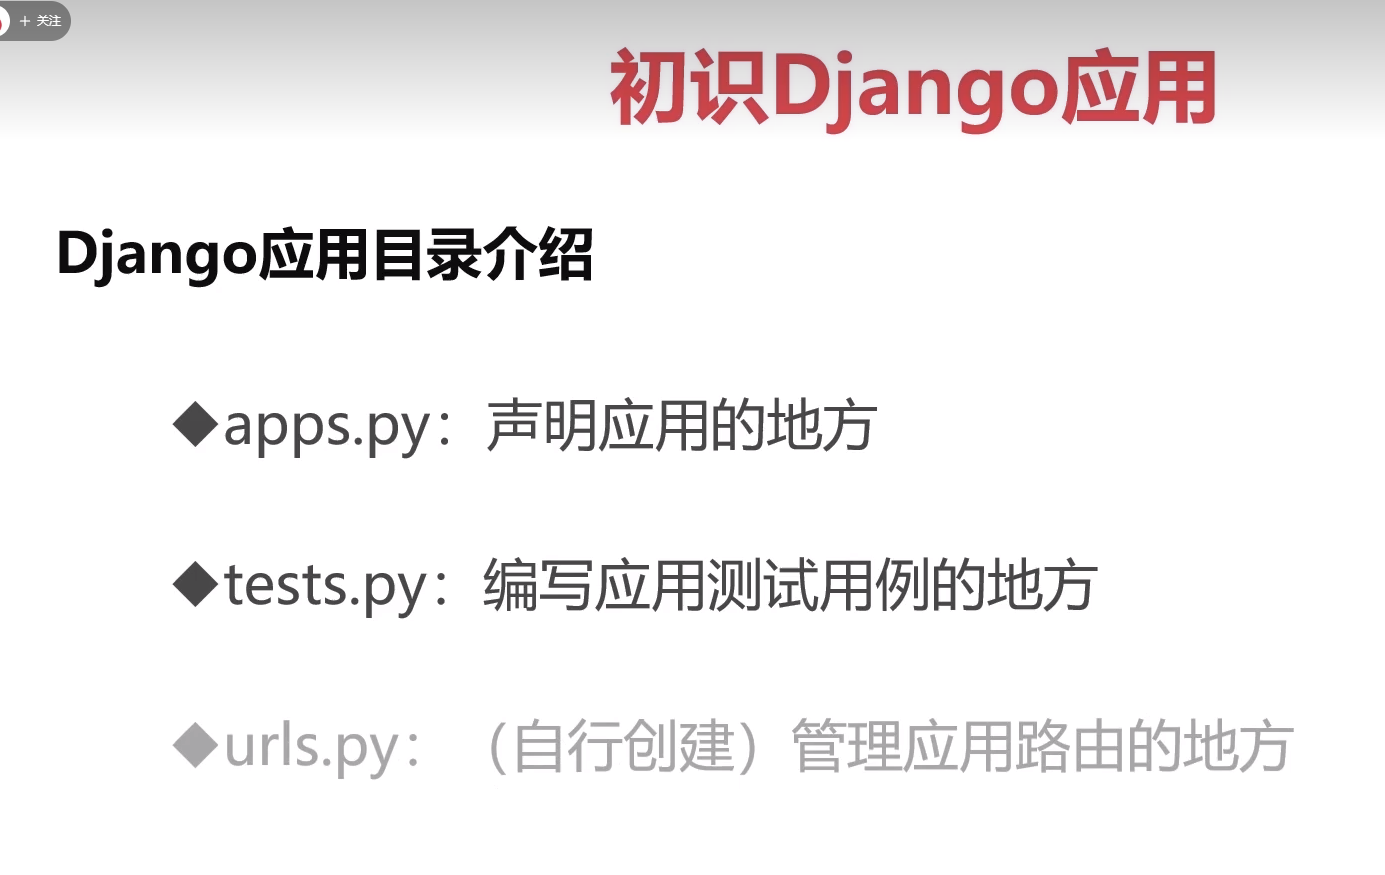 + 关注
初识Django应用
Django应用目录介绍
◆apps.py：声明应用的地方
◆tests.py：编写应用测试用例的地方
◆urls.py：（自行创建）管理应用路由的地方